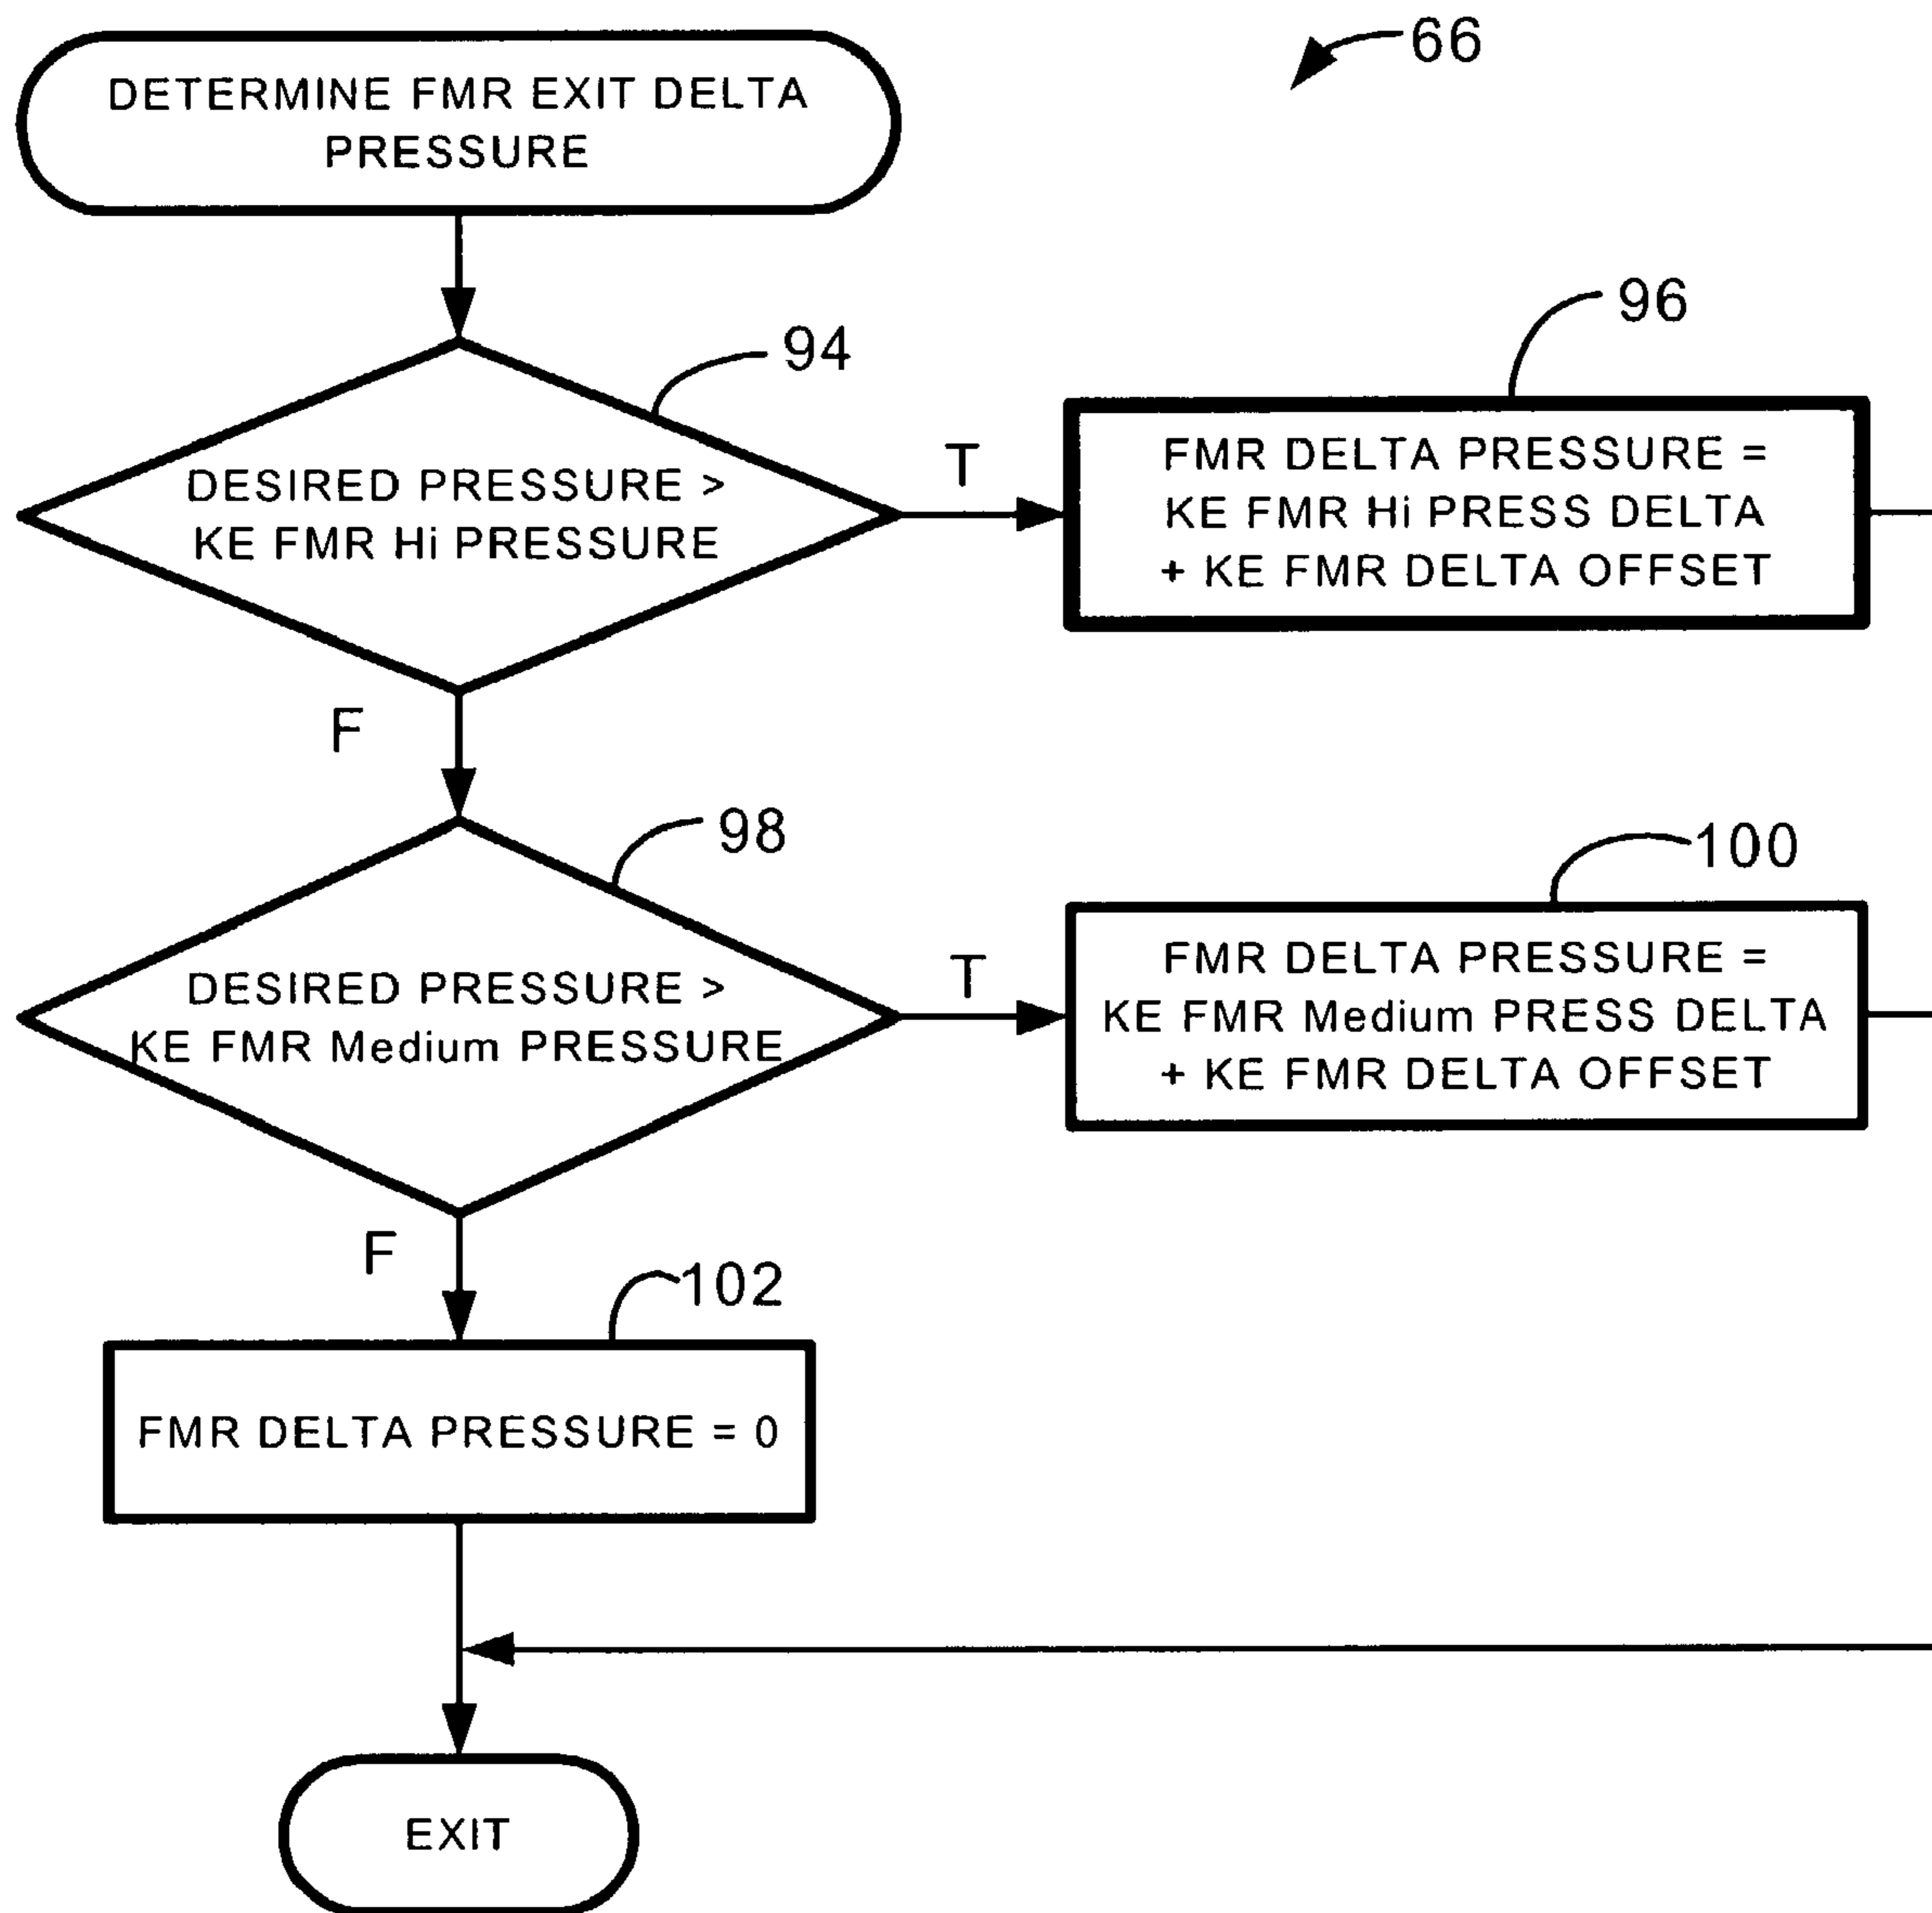 66
DETERMINE FMR EXIT DELTA
PRESSURE
94
DESIRED PRESSURE >
KE FMR Hi PRESSURE
T
96
FMR DELTA PRESSURE =
KE FMR Hi PRESS DELTA
+ KE FMR DELTA OFFSET
F
98
DESIRED PRESSURE >
KE FMR Medium PRESSURE
T
100
FMR DELTA PRESSURE =
KE FMR Medium PRESS DELTA
+ KE FMR DELTA OFFSET
F
102
FMR DELTA PRESSURE = 0
EXIT